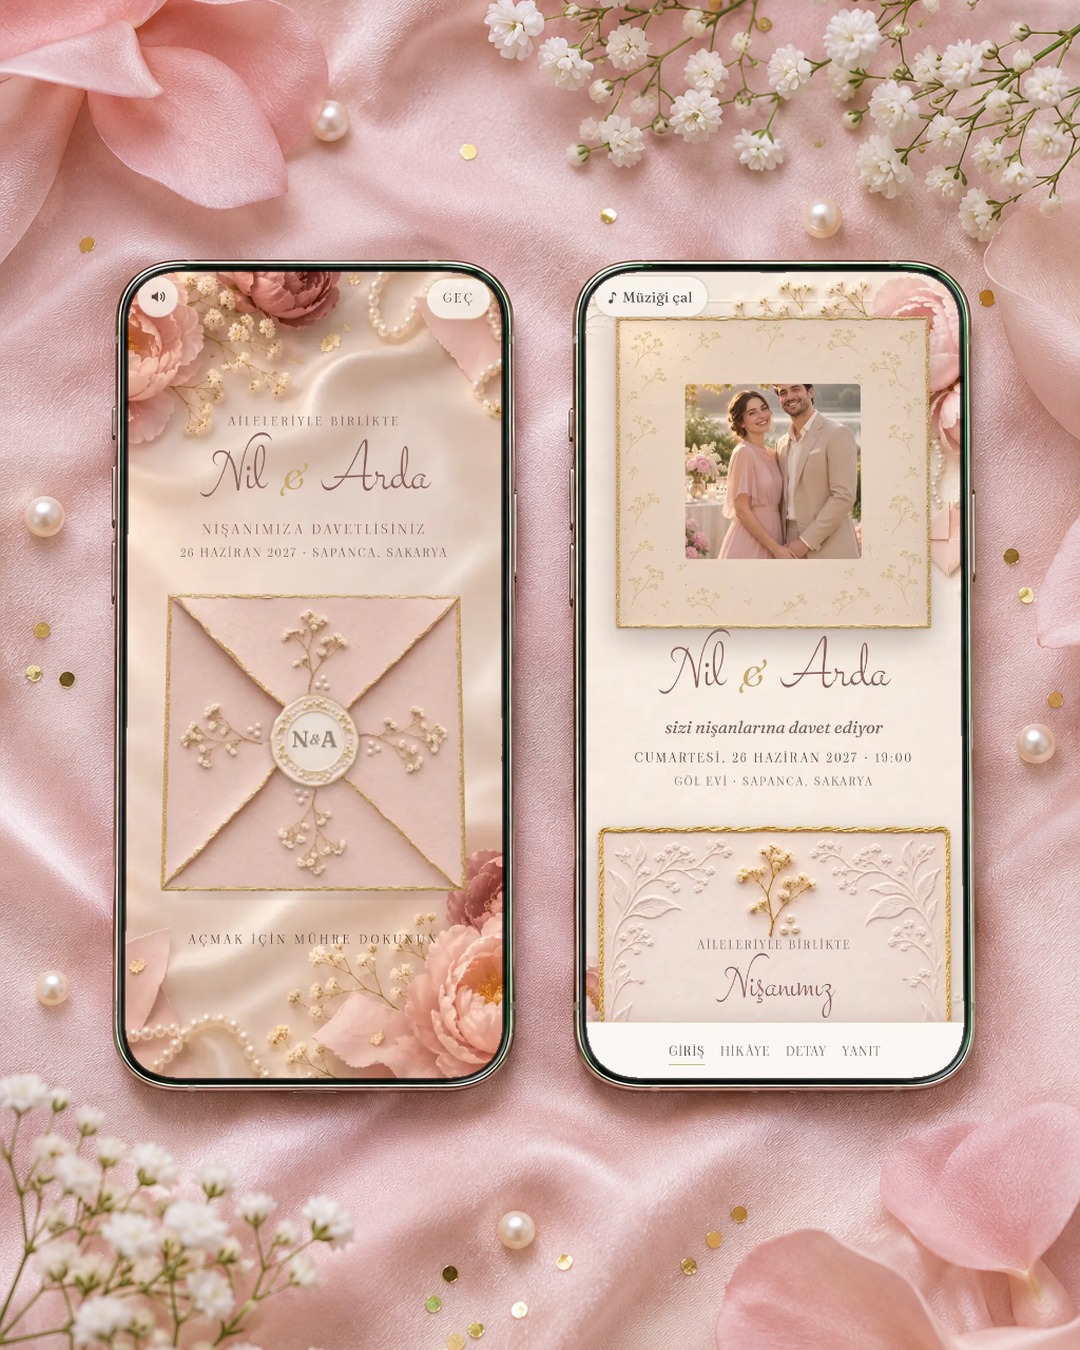 GEÇ
AİLELERİYLE BİRLİKTE
Nil & Arda
NİŞANIMIZA DAVETLİSİNİZ
26 HAZİRAN 2027 · SAPANCA, SAKARYA
N&A
AÇMAK İÇİN MÜHRE DOKUNUN
Müziği çal
Nil & Arda
sizi nişanlarına davet ediyor
CUMARTESİ, 26 HAZİRAN 2027 · 19:00
GÖL EVİ · SAPANCA, SAKARYA
AİLELERİYLE BİRLİKTE
Nişanımız
GİRİŞ HİKÂYE DETAY YANIT